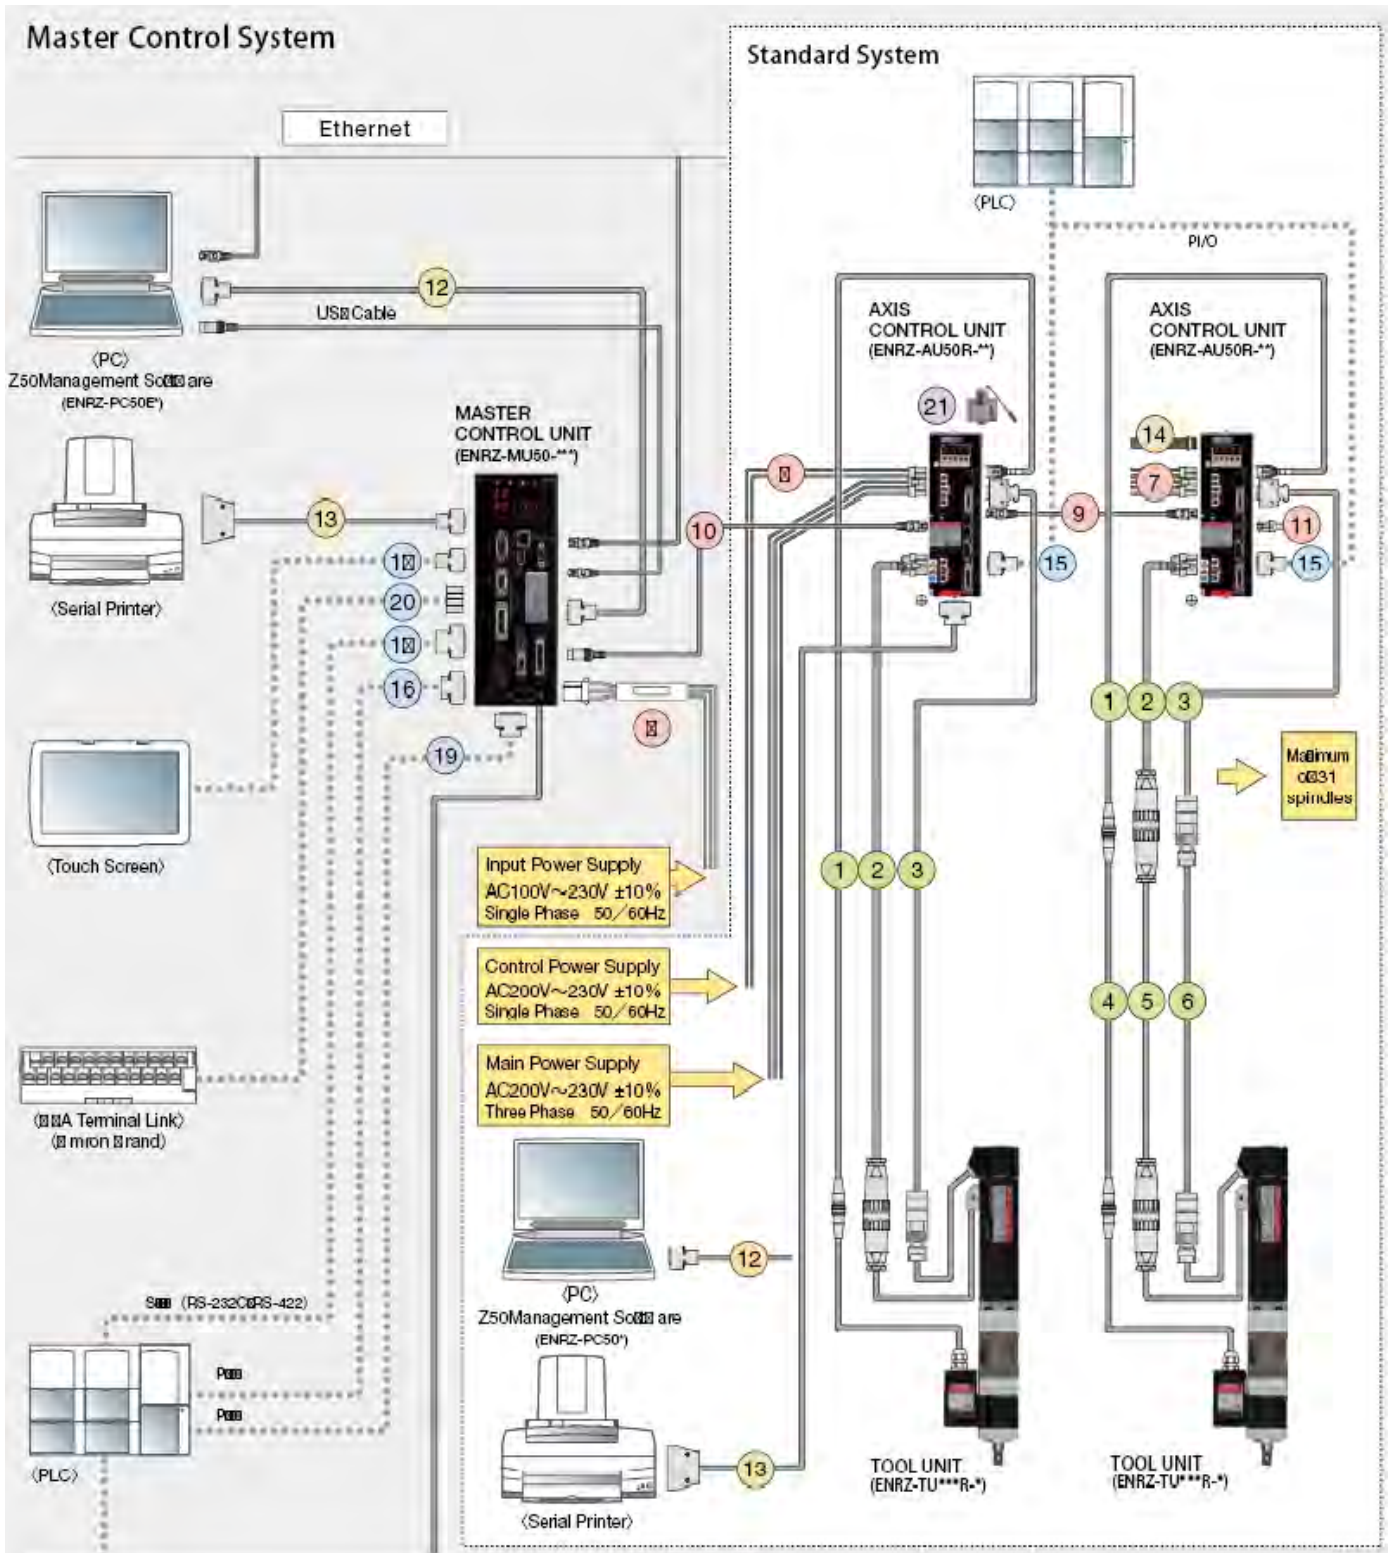 Master Control System
Standard System
Ethernet
〈PLC〉
PI/O
12
Cable
〈PC〉
Z50Management
(ENRZ-PC50E*)
AXIS
CONTROL UNIT
(ENRZ-AU50R-**)
AXIS
CONTROL UNIT
(ENRZ-AU50R-**)
MASTER
CONTROL UNIT
(ENRZ-MU50-***)
21
14
7
13
10
9
11
15
15
20
16
19
〈Serial Printer〉
1
2
3
spindles
〈Touch Screen〉
Input Power Supply
AC100V～230V ±10%
Single Phase 50／60Hz
1
2
3
Control Power Supply
AC200V～230V ±10%
Single Phase 50／60Hz
4
5
6
Main Power Supply
AC200V～230V ±10%
Three Phase 50／60Hz
Terminal Link〉
12
〈PC〉
Z50Management
(ENRZ-PC50*)
〈PLC〉
13
〈Serial Printer〉
TOOL UNIT
(ENRZ-TU***R-*)
TOOL UNIT
(ENRZ-TU***R-*)